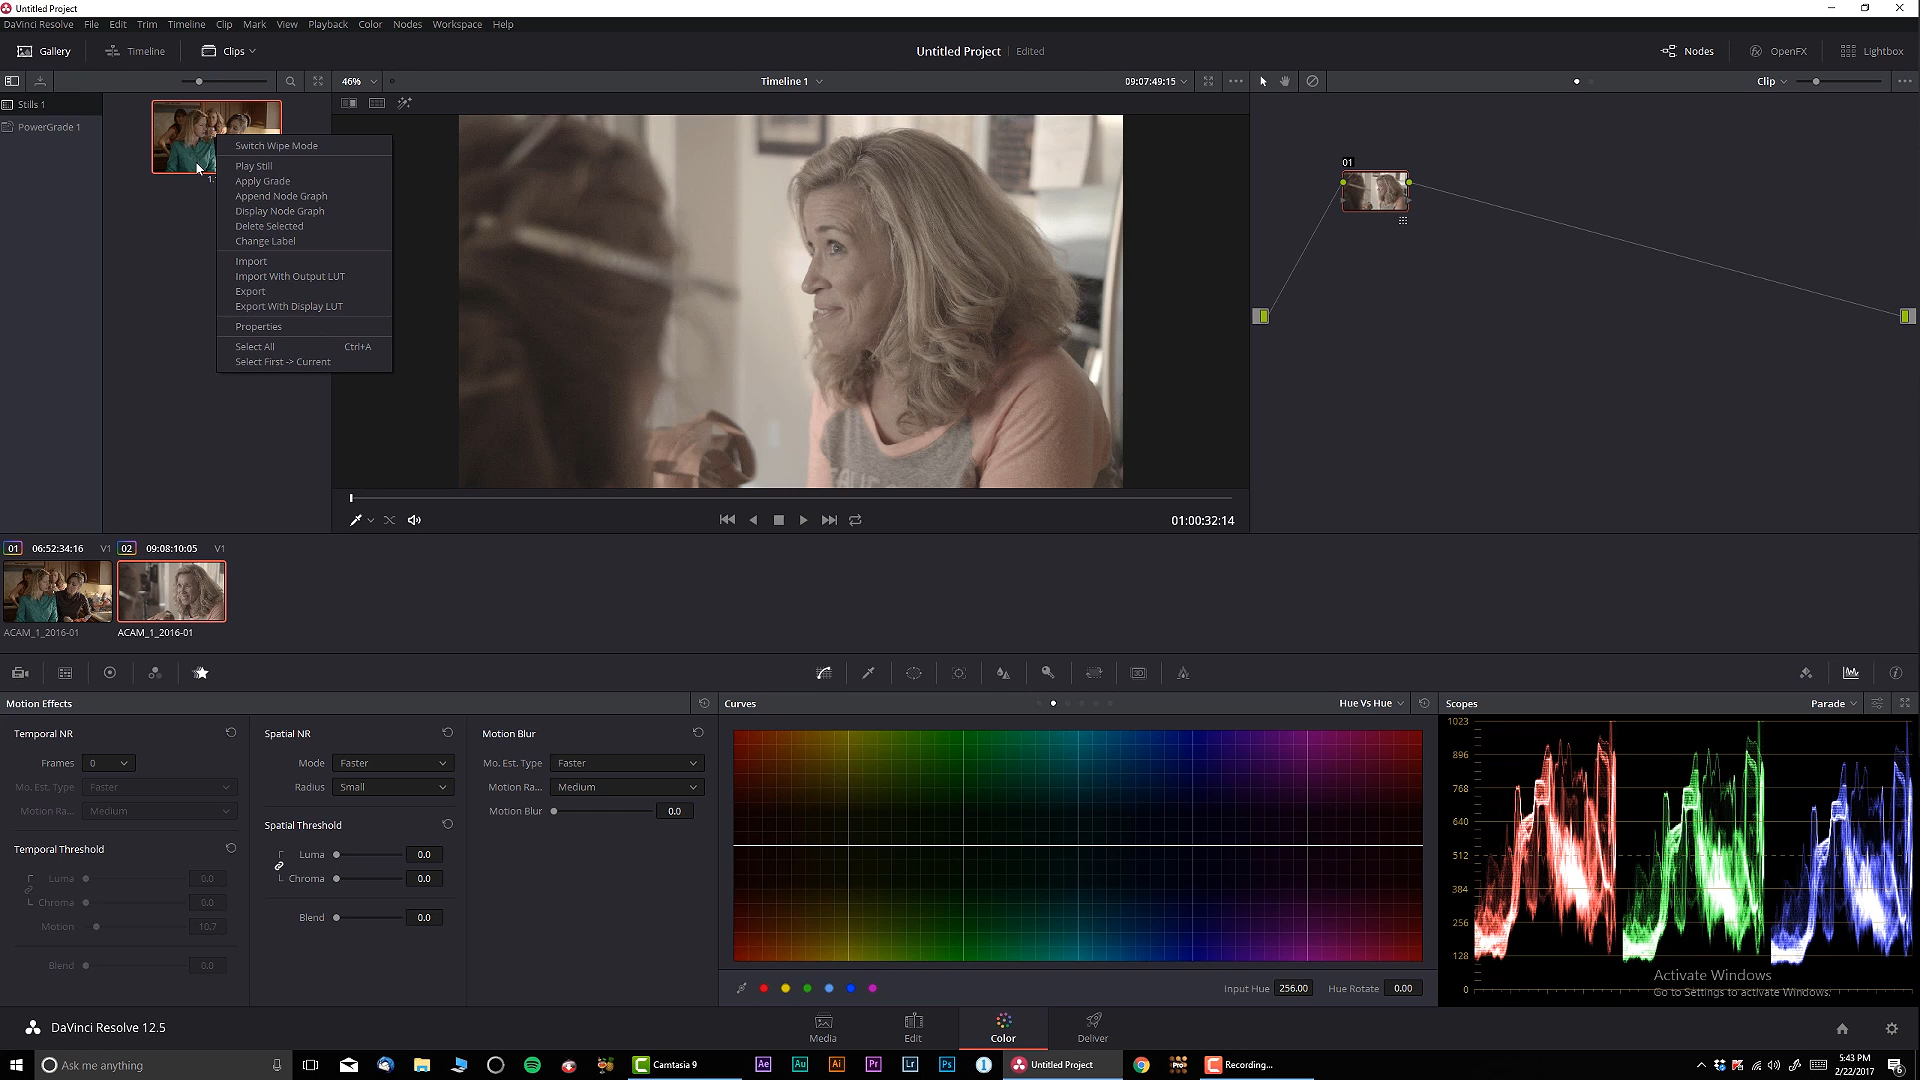 Untitled Project
DaVinci Resolve File Edit Trim Timeline Clip Mark View Playback Color Nodes Workspace Help
Gallery Timeline Clips Untitled Project Edited Nodes OpenFX Lightbox
46% Timeline 1 09:07:49:15 Clip
Stills 1
PowerGrade 1
Switch Wipe Mode
Play Still
Apply Grade
Append Node Graph
Display Node Graph
Delete Selected
Change Label
Import
Import With Output LUT
Export
Export With Display LUT
Properties
Select All Ctrl+A
Select First -> Current
01
01:00:32:14
01 06:52:34:16 V1 02 09:08:10:05 V1
ACAM_1_2016-01 ACAM_1_2016-01
Motion Effects Curves Hue Vs Hue Scopes Parade
Temporal NR Spatial NR Motion Blur
Frames 0 Mode Faster Mo. Est. Type Faster
Mo. Est. Type Faster Radius Small Motion Ra... Medium
Motion Ra... Medium Motion Blur 0.0
Spatial Threshold
Temporal Threshold
Luma 0.0
Chroma 0.0
Luma 0.0
Chroma 0.0
Blend 0.0
Motion 10.7
Blend 0.0
1023
896
768
640
512
384
256
128
0
Activate Windows
Go to Settings to activate Windows.
Input Hue 256.00 Hue Rotate 0.00
DaVinci Resolve 12.5 Media Edit Color Deliver
Ask me anything Camtasia 9 Ae Au Ai Pr Lr Ps Untitled Project Recording... 5:43 PM
2/22/2017